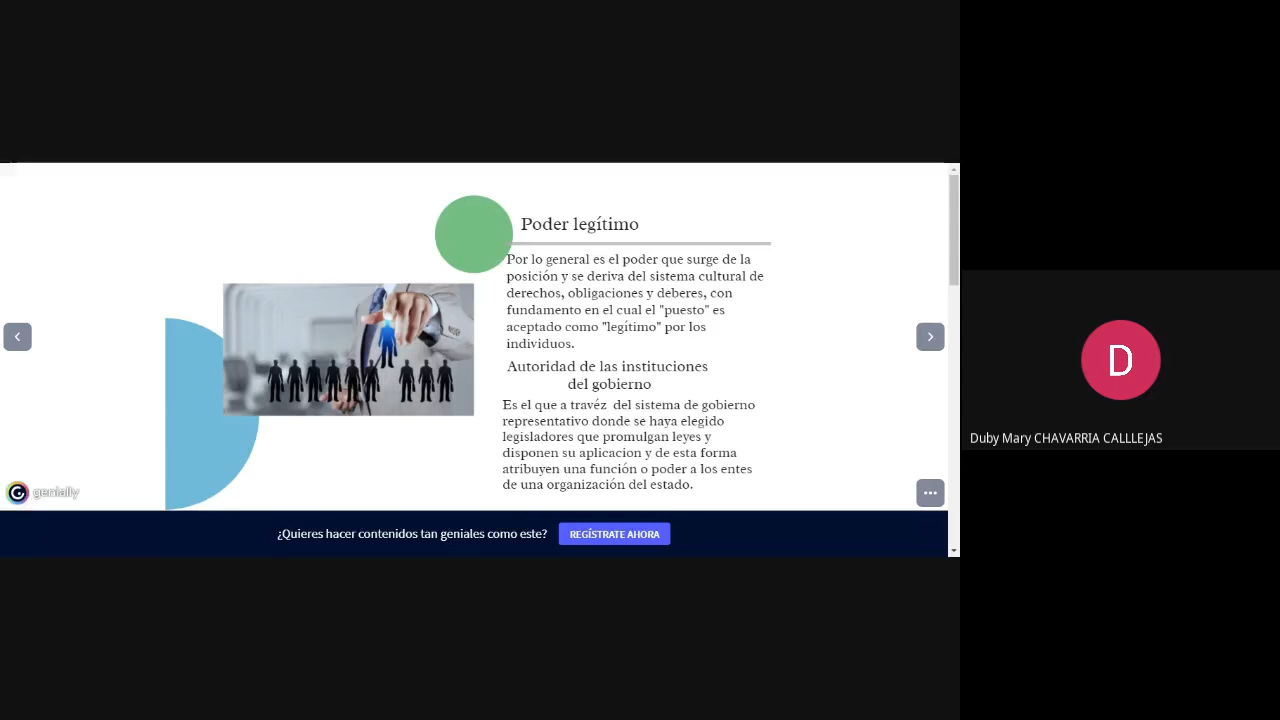 Poder legítimo
Por lo general es el poder que surge de la
posición y se deriva del sistema cultural de
derechos, obligaciones y deberes, con
fundamento en el cual el "puesto" es
aceptado como "legítimo" por los
individuos.
Autoridad de las instituciones
del gobierno
Es el que a travéz del sistema de gobierno
representativo donde se haya elegido
legisladores que promulgan leyes y
disponen su aplicacion y de esta forma
atribuyen una función o poder a los entes
de una organización del estado.
genially
¿Quieres hacer contenidos tan geniales como este?
REGÍSTRATE AHORA
D
Duby Mary CHAVARRIA CALLLEJAS